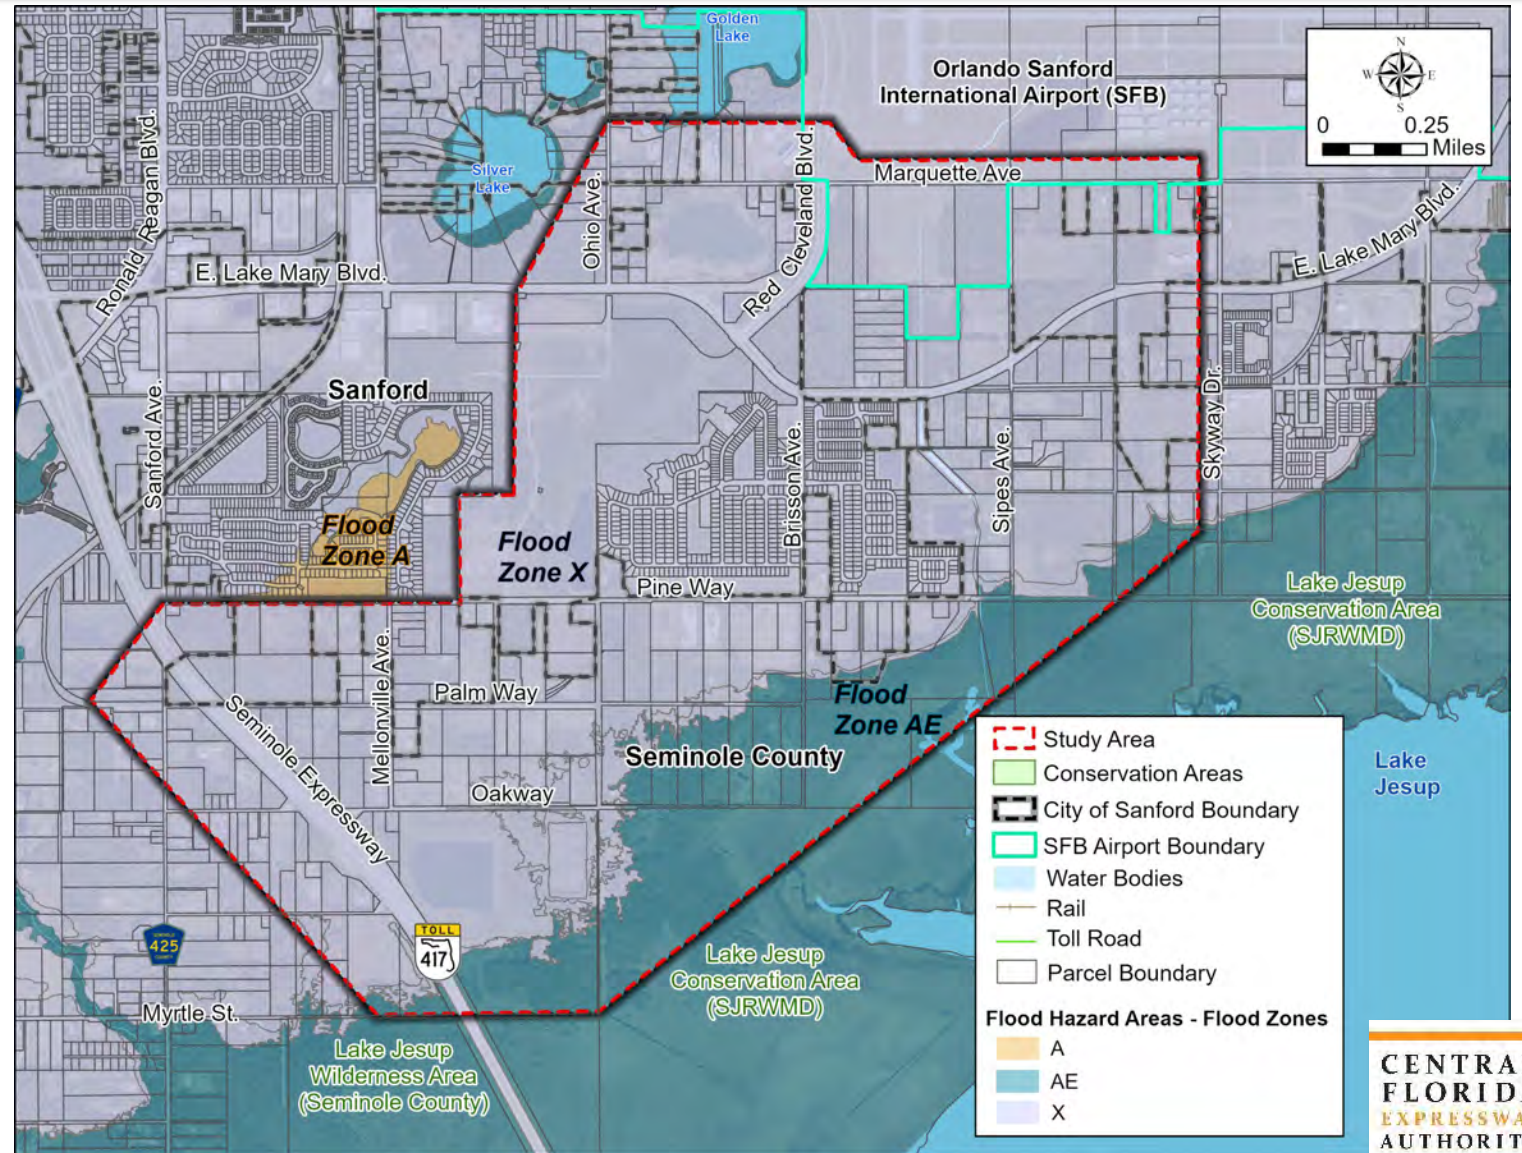 Golden
Lake
Orlando Sanford
International Airport (SFB)
N
W
E
S
0
0.25
Miles
Silver
Lake
Marquette Ave
Ronald Reagan Blvd.
Ohio Ave.
Red Cleveland Blvd.
E. Lake Mary Blvd.
E. Lake Mary Blvd.
Sanford
Sanford Ave.
Brisson Ave.
Sipes Ave.
Skyway Dr.
Flood
Zone A
Flood
Zone X
Pine Way
Lake Jesup
Conservation Area
(SJRWMD)
Mellonville Ave.
Palm Way
Flood
Zone AE
Seminole Expressway
Seminole County
Oakway
Lake
Jesup
Study Area
Conservation Areas
City of Sanford Boundary
SFB Airport Boundary
Water Bodies
Rail
Toll Road
Parcel Boundary
Flood Hazard Areas - Flood Zones
A
AE
X
TOLL
417
SEMINOLE
425
COUNTY
Lake Jesup
Conservation Area
(SJRWMD)
Myrtle St.
Lake Jesup
Wilderness Area
(Seminole County)
CENTRA
FLORID
EXPRESSWA
AUTHORIT